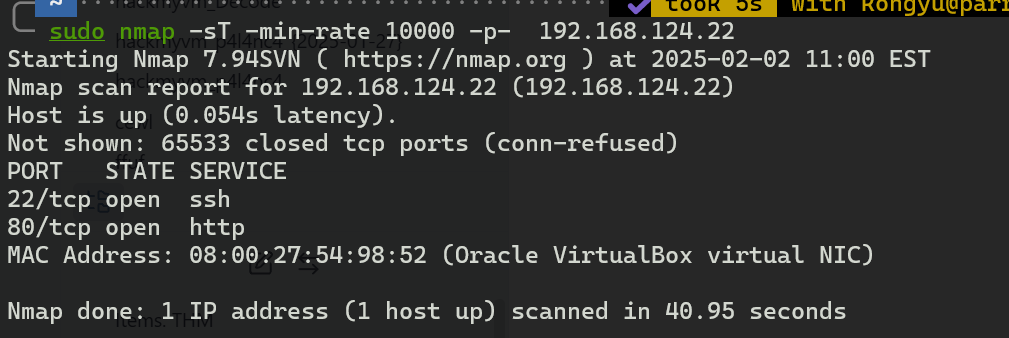 ~ took 5s with Rongyu@parr
hackmyvm_Decode
sudo nmap -sT -min-rate 10000 -p- 192.168.124.22
Starting Nmap 7.94SVN ( https://nmap.org ) at 2025-02-02 11:00 EST
Nmap scan report for 192.168.124.22 (192.168.124.22)
Host is up (0.054s latency).
Not shown: 65533 closed tcp ports (conn-refused)
PORT STATE SERVICE
22/tcp open ssh
80/tcp open http
MAC Address: 08:00:27:54:98:52 (Oracle VirtualBox virtual NIC)
Nmap done: 1 IP address (1 host up) scanned in 40.95 seconds
Items: THM